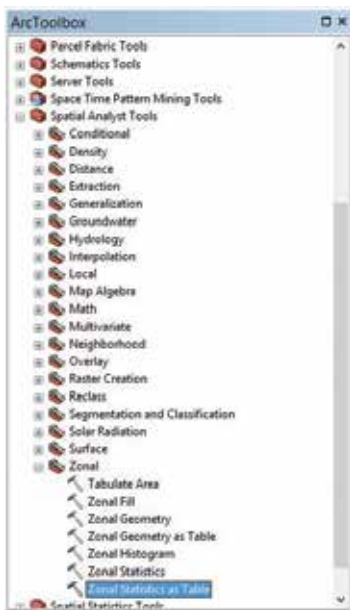 ArcToolbox
Parcel Fabric Tools
Schematics Tools
Server Tools
Space Time Pattern Mining Tools
Spatial Analyst Tools
Conditional
Density
Distance
Extraction
Generalization
Groundwater
Hydrology
Interpolation
Local
Map Algebra
Math
Multivariate
Neighborhood
Overlay
Raster Creation
Reclass
Segmentation and Classification
Solar Radiation
Surface
Zonal
Tabulate Area
Zonal Fill
Zonal Geometry
Zonal Geometry as Table
Zonal Histogram
Zonal Statistics
Zonal Statistics as Table
Spatial Statistics Tools